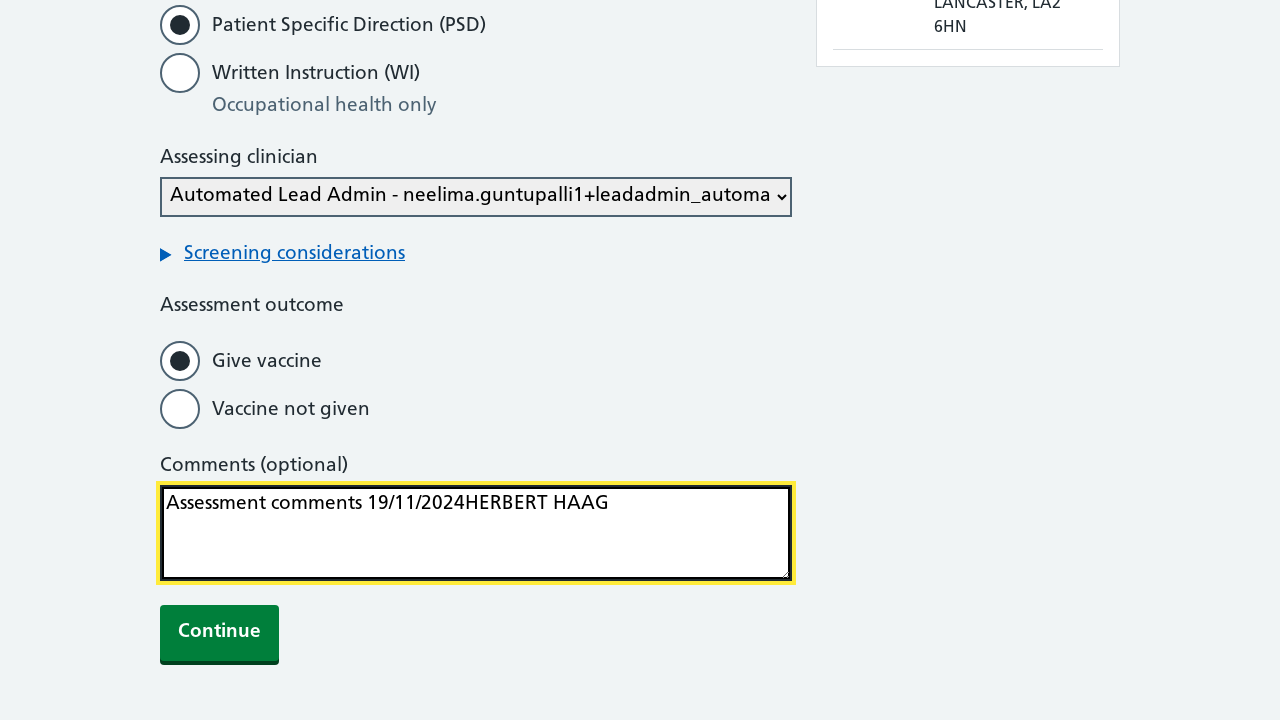 Patient Specific Direction (PSD)
Written Instruction (WI)
Occupational health only
Assessing clinician
Automated Lead Admin - neelima.guntupalli1+leadadmin_automa
Screening considerations
Assessment outcome
Give vaccine
Vaccine not given
Comments (optional)
Assessment comments 19/11/2024HERBERT HAAG
Continue
LANCASTER, LA2
6HN